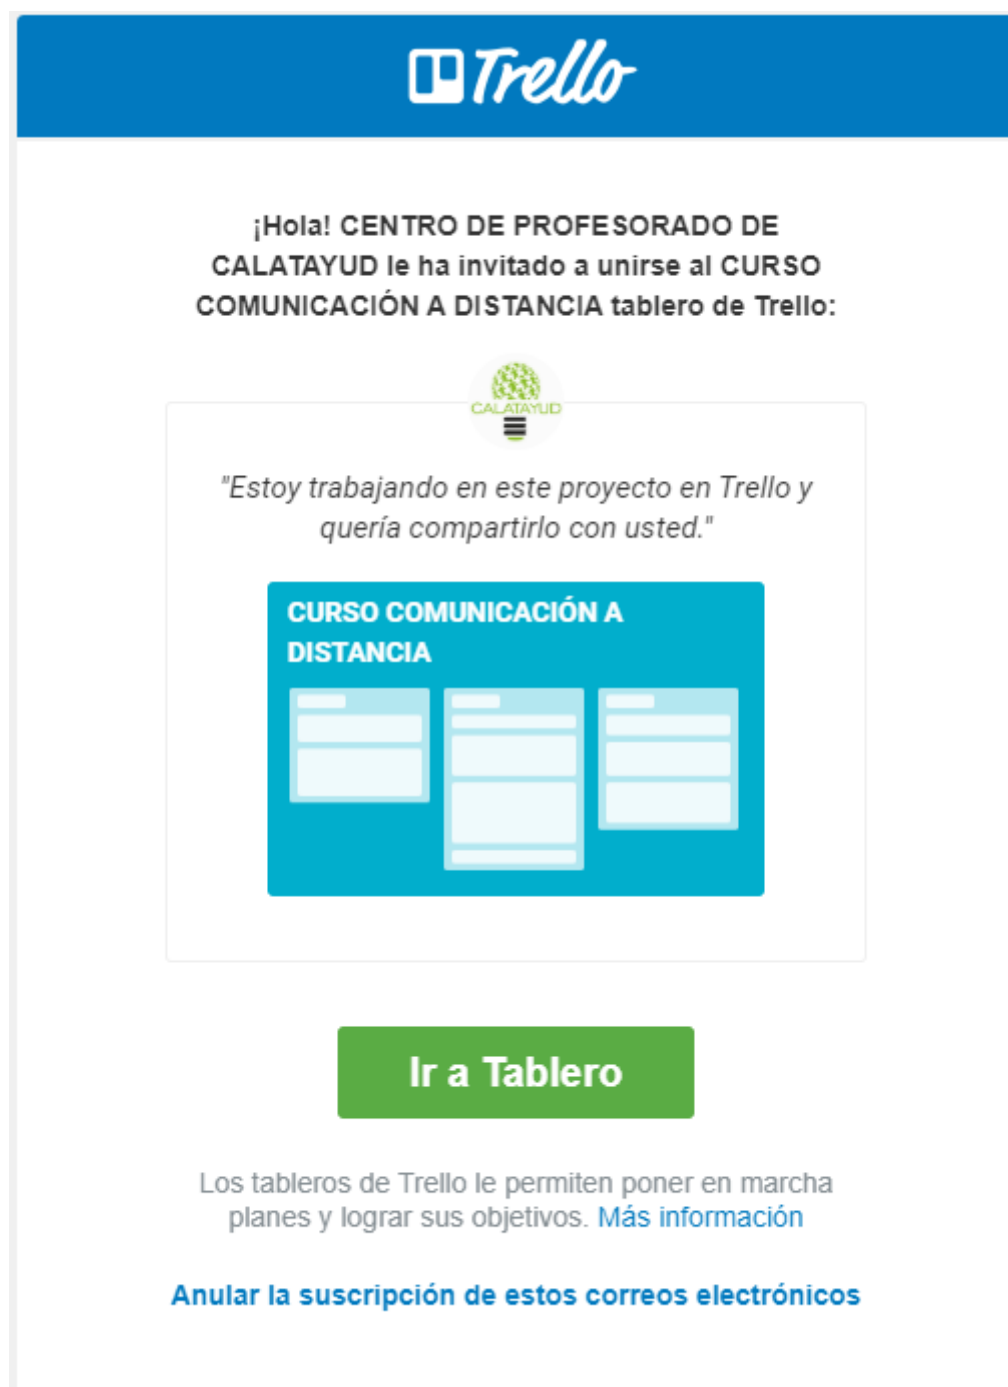 Trello
¡Hola! CENTRO DE PROFESORADO DE
CALATAYUD le ha invitado a unirse al CURSO
COMUNICACIÓN A DISTANCIA tablero de Trello:
CALATAYUD
"Estoy trabajando en este proyecto en Trello y
quería compartirlo con usted."
CURSO COMUNICACIÓN A
DISTANCIA
Ir a Tablero
Los tableros de Trello le permiten poner en marcha
planes y lograr sus objetivos. Más información
Anular la suscripción de estos correos electrónicos